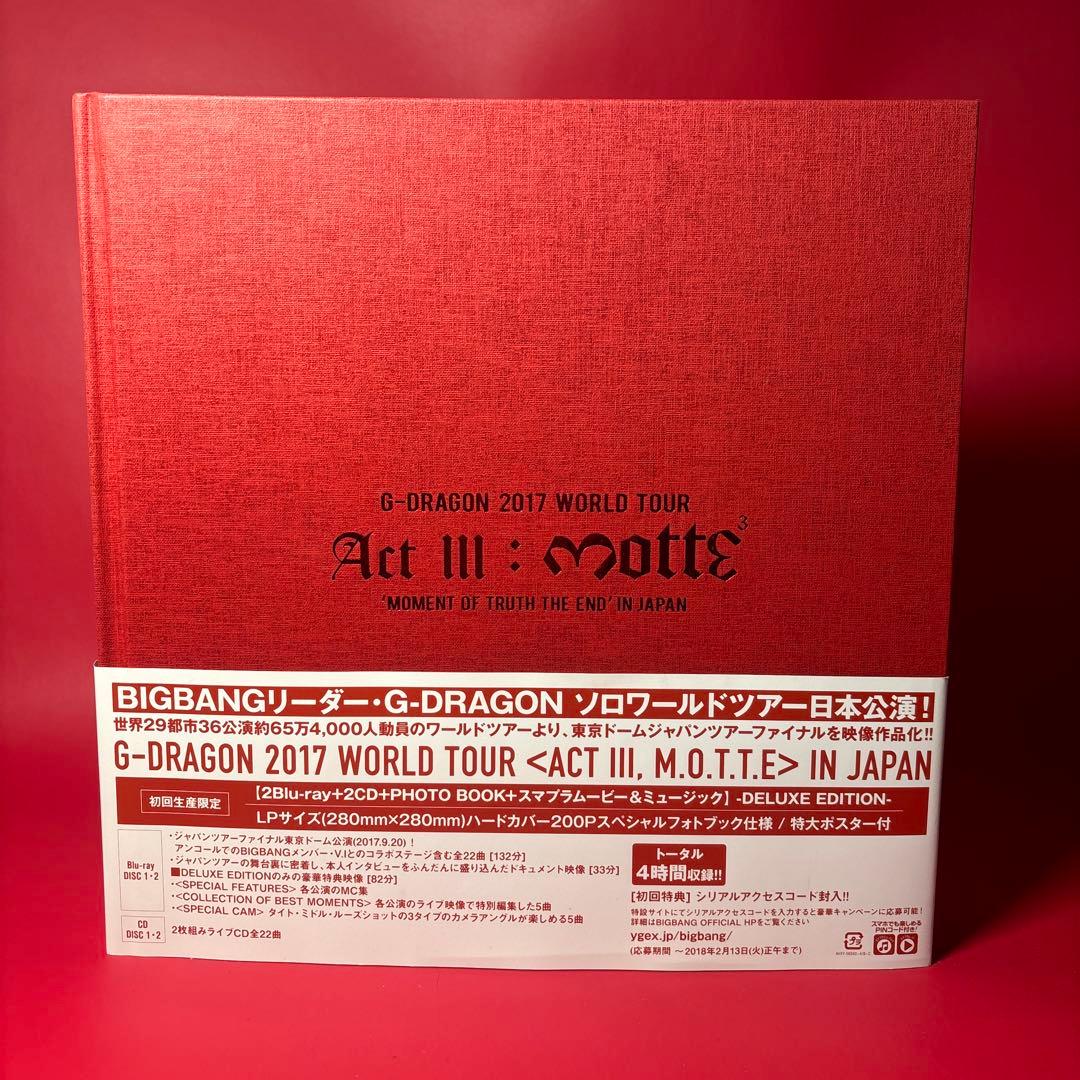 G-DRAGON 2017 WORLD TOUR
Act III : Motte3
'MOMENT OF TRUTH THE END' IN JAPAN
BIGBANGリーダー・G-DRAGON ソロワールドツアー日本公演!
世界29都市36公演約65万4,000人動員のワールドツアーより、東京ドームジャパンツアーファイナルを映像作品化!!
G-DRAGON 2017 WORLD TOUR <ACT III, M.O.T.T.E> IN JAPAN
初回生産限定
【2Blu-ray+2CD+PHOTO BOOK+スマプラムービー&ミュージック】-DELUXE EDITION-
LPサイズ(280mm×280mm)ハードカバー200Pスペシャルフォトブック仕様 / 特大ポスター付
Blu-ray
DISC 1・2
・ジャパンツアーファイナル東京ドーム公演(2017.9.20)!
アンコールでのBIGBANGメンバー・V.Iとのコラボステージ含む全22曲 [132分]
・ジャパンツアーの舞台裏に密着し、本人インタビューをふんだんに盛り込んだドキュメント映像 [33分]
■DELUXE EDITIONのみの豪華特典映像 [82分]
・<SPECIAL FEATURES> 各公演のMC集
・<COLLECTION OF BEST MOMENTS> 各公演のライブ映像で特別編集した5曲
・<SPECIAL CAM> タイト・ミドル・ルーズショットの3タイプのカメラアングルが楽しめる5曲
CD
DISC 1・2
2枚組みライブCD全22曲
トータル
4時間収録!!
[初回特典] シリアルアクセスコード封入!!
特設サイトにてシリアルアクセスコードを入力すると豪華キャンペーンに応募可能!
詳細はBIGBANG OFFICIAL HPをご覧ください
ygex.jp/bigbang/
(応募期間 〜2018年2月13日(火)正午まで)
スマホでも楽しめる
PINコード付き!